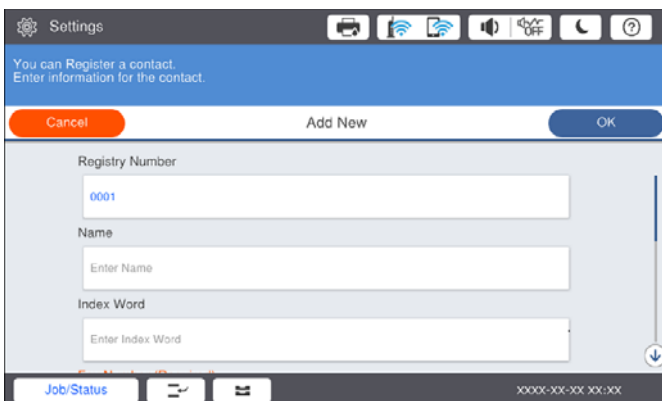 Settings
OFF
You can Register a contact.
Enter information for the contact.
Cancel
Add New
OK
Registry Number
0001
Name
Enter Name
Index Word
Enter Index Word
Job/Status
XXXX-XX-XX XX:XX